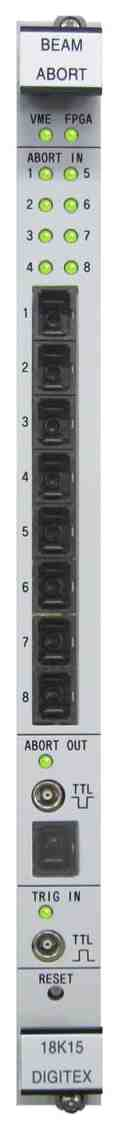 BEAM
ABORT
VME FPGA
ABORT IN
1 5
2 6
3 7
4 8
1
2
3
4
5
6
7
8
ABORT OUT
TTL
TRIG IN
TTL
RESET
18K15
DIGITEX